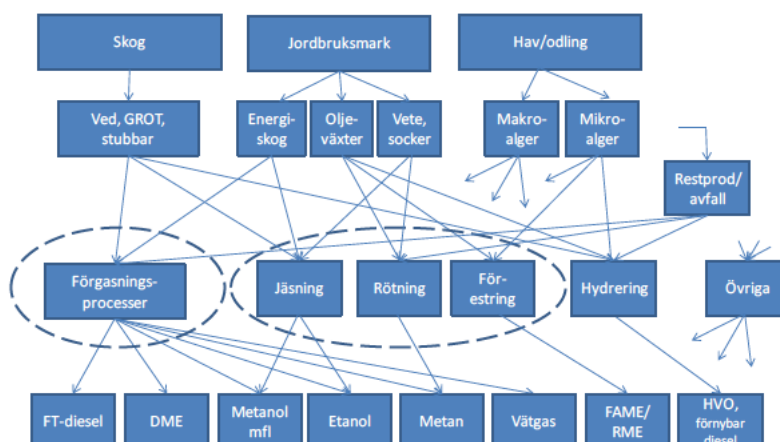 Skog
Jordbruksmark
Hav/odling
Ved, GROT,
stubbar
Energi-
skog
Olje-
växter
Vete,
socker
Makro-
alger
Mikro-
alger
Restprod/
avfall
Förgasnings-
processer
Jäsning
Rötning
För-
estring
Hydrering
Övriga
FT-diesel
DME
Metanol
mfl
Etanol
Metan
Vätgas
FAME/
RME
HVO,
förnybar
diesel